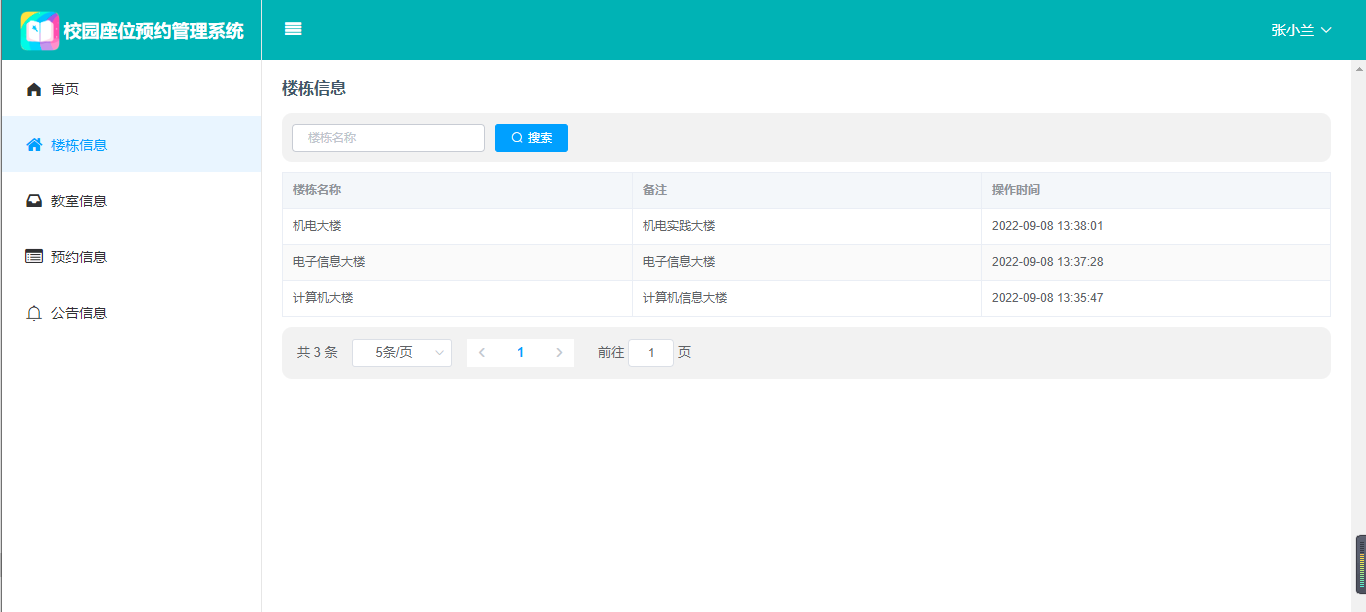 校园座位预约管理系统
张小兰
首页
楼栋信息
教室信息
预约信息
公告信息
楼栋信息
楼栋名称 搜索
楼栋名称 备注 操作时间
机电大楼 机电实践大楼 2022-09-08 13:38:01
电子信息大楼 电子信息大楼 2022-09-08 13:37:28
计算机大楼 计算机信息大楼 2022-09-08 13:35:47
共 3 条 5条/页 1 前往 1 页